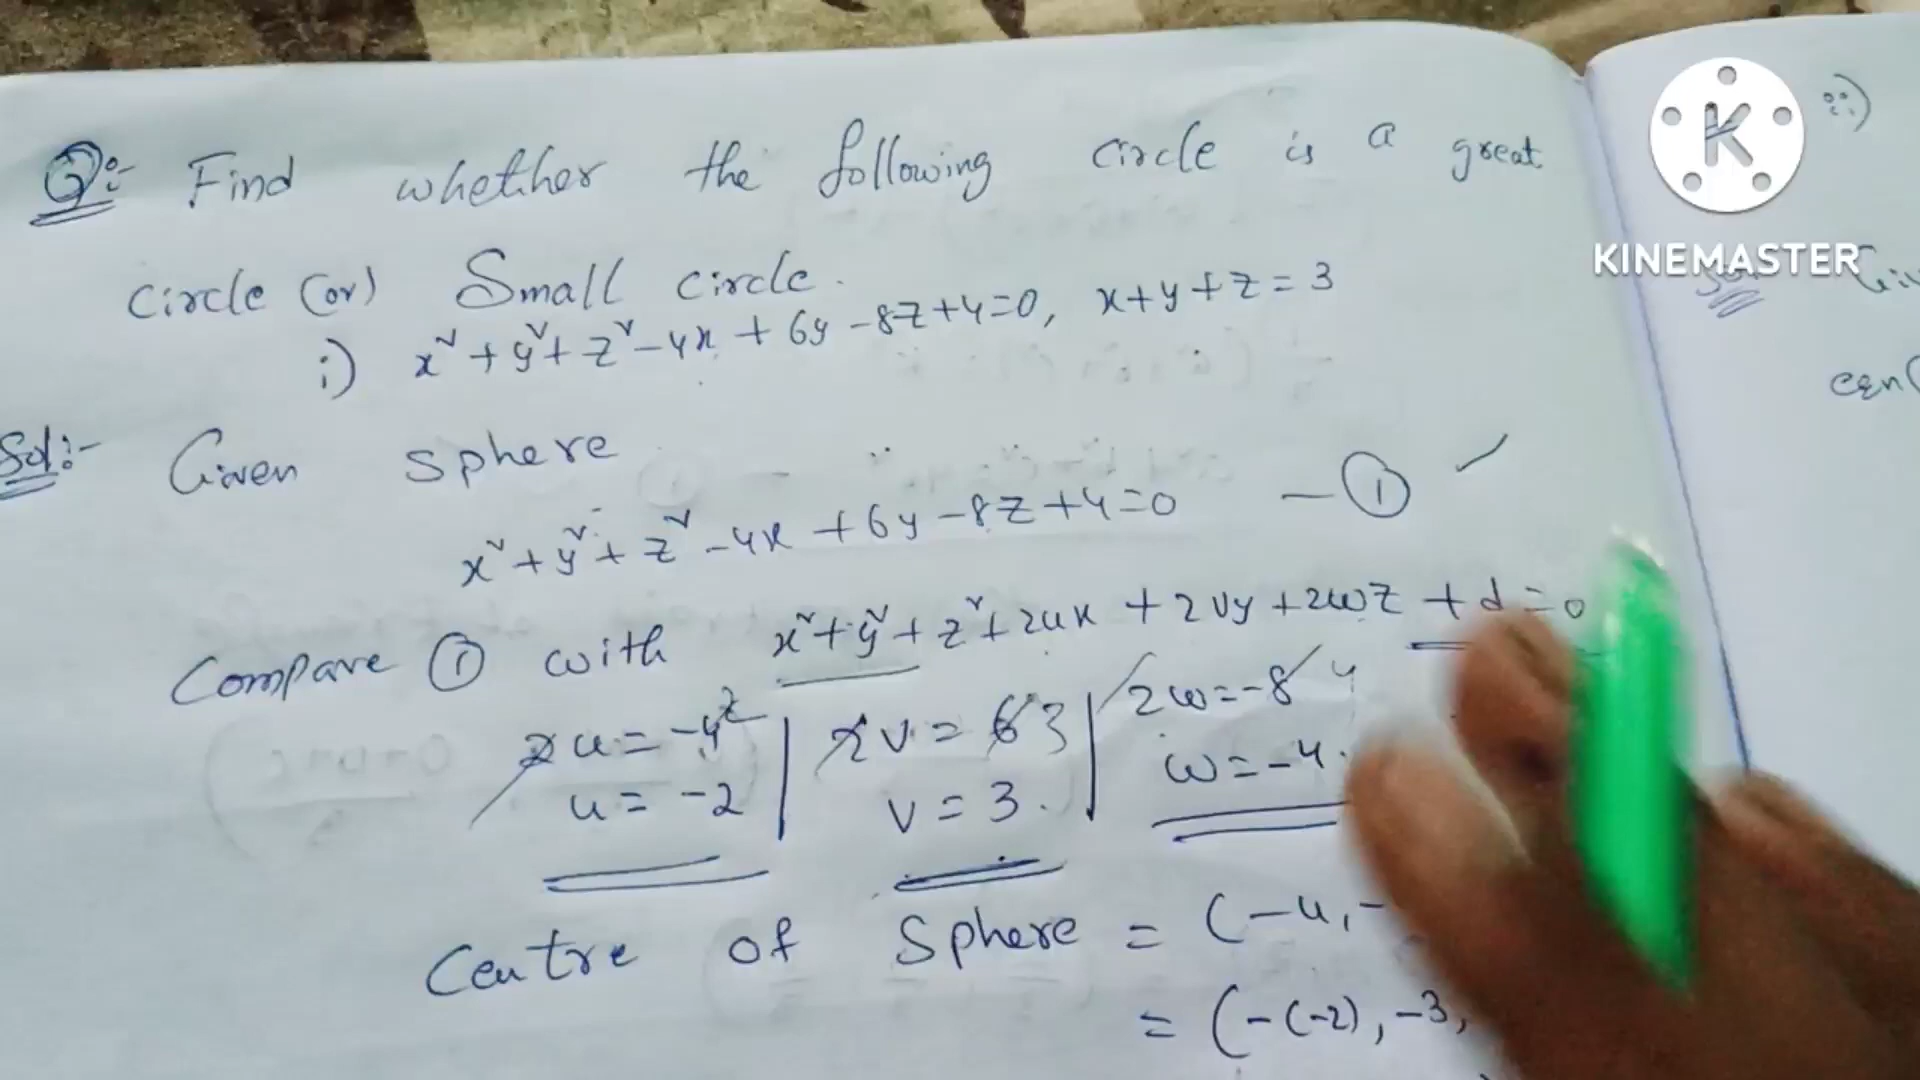 Q:- Find whether the following circle is a great
circle (or) Small circle.
i) x² + y² + z² - 4x + 6y - 8z + 4 = 0, x + y + z = 3
Sol:- Given sphere
x² + y² + z² - 4x + 6y - 8z + 4 = 0 — ①
Compare ① with x² + y² + z² + 2ux + 2vy + 2wz + d = 0
2u = -4 2 | 2v = 6 3 | 2w = -8 4
u = -2 | v = 3. | w = -4.
Centre of Sphere = (-u, -
= (-(-2), -3,
K
KINEMASTER